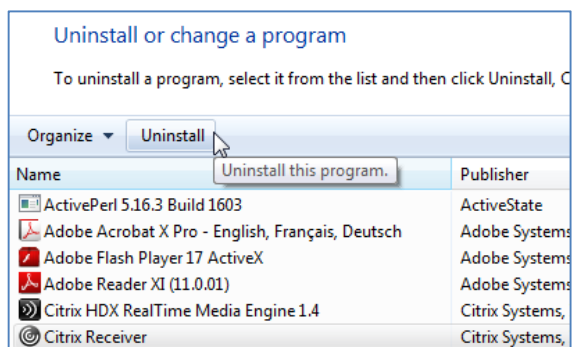 Uninstall or change a program
To uninstall a program, select it from the list and then click Uninstall, C
Organize Uninstall
Uninstall this program.
Name Publisher
ActivePerl 5.16.3 Build 1603 ActiveState
Adobe Acrobat X Pro - English, Français, Deutsch Adobe Systems
Adobe Flash Player 17 ActiveX Adobe Systems
Adobe Reader XI (11.0.01) Adobe Systems
Citrix HDX RealTime Media Engine 1.4 Citrix Systems,
Citrix Receiver Citrix Systems,